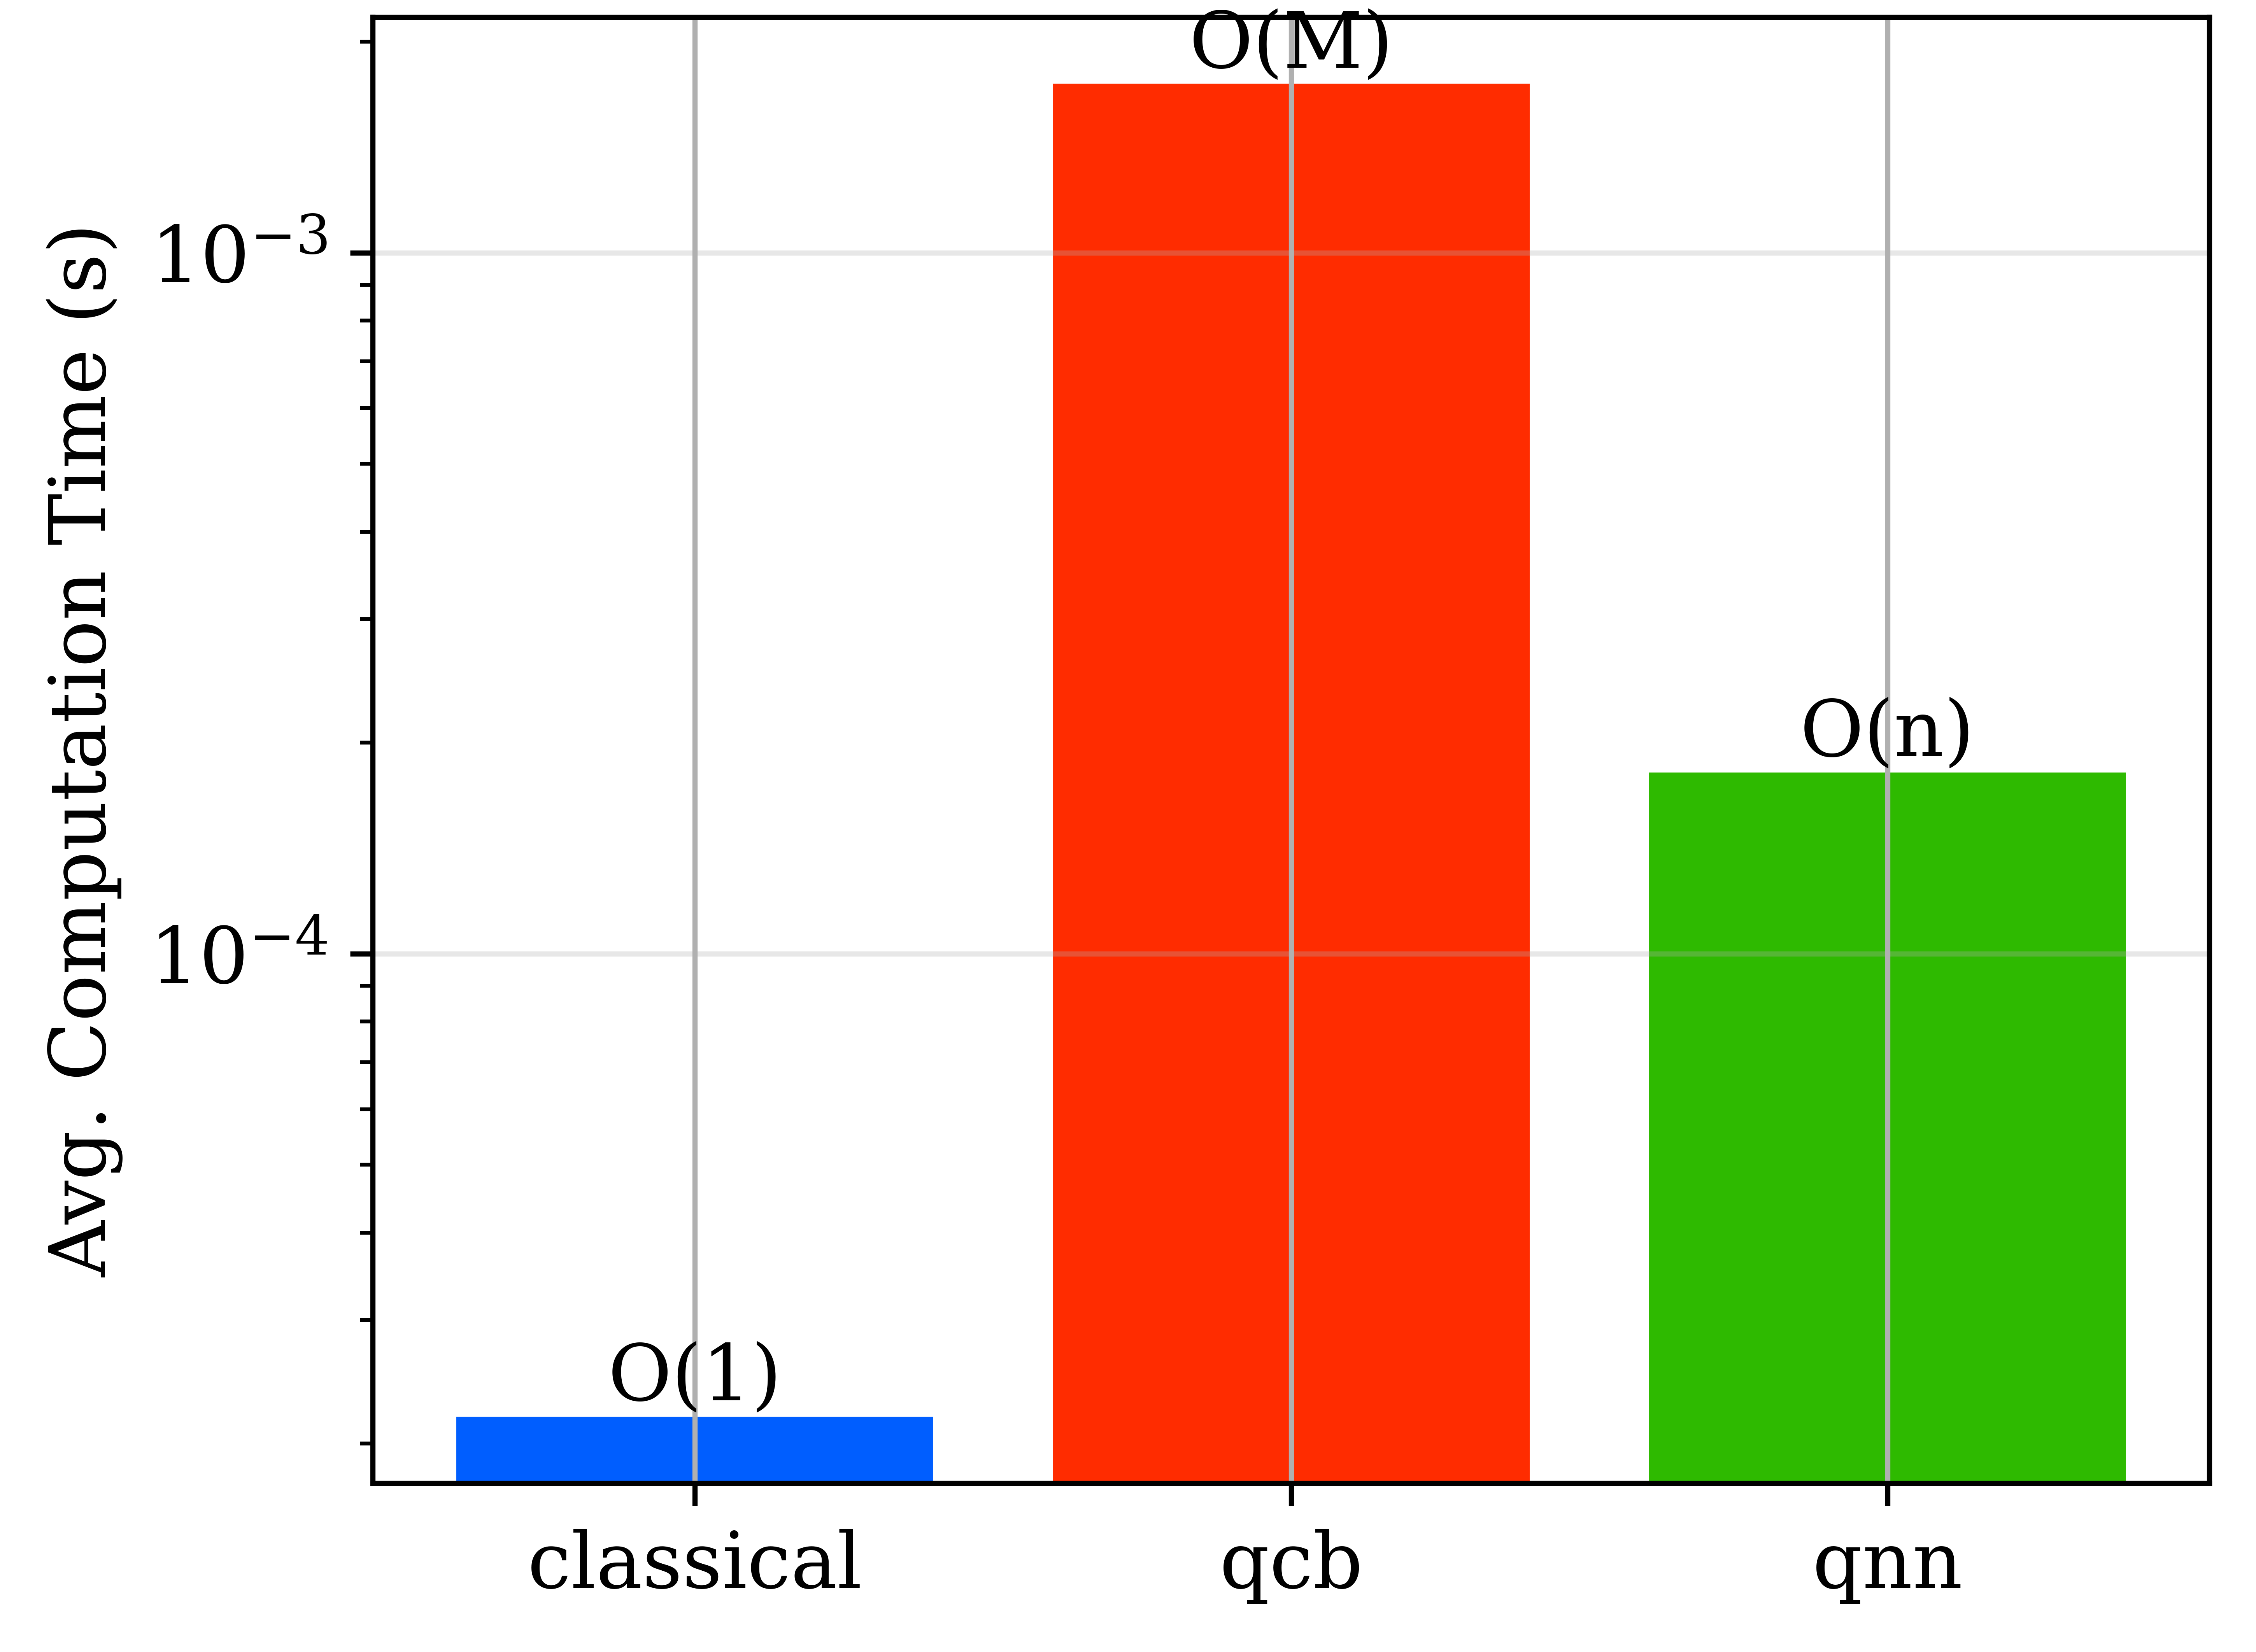 Avg. Computation Time (s)
10⁻³
10⁻⁴
O(1)
O(M)
O(n)
classical
qcb
qnn